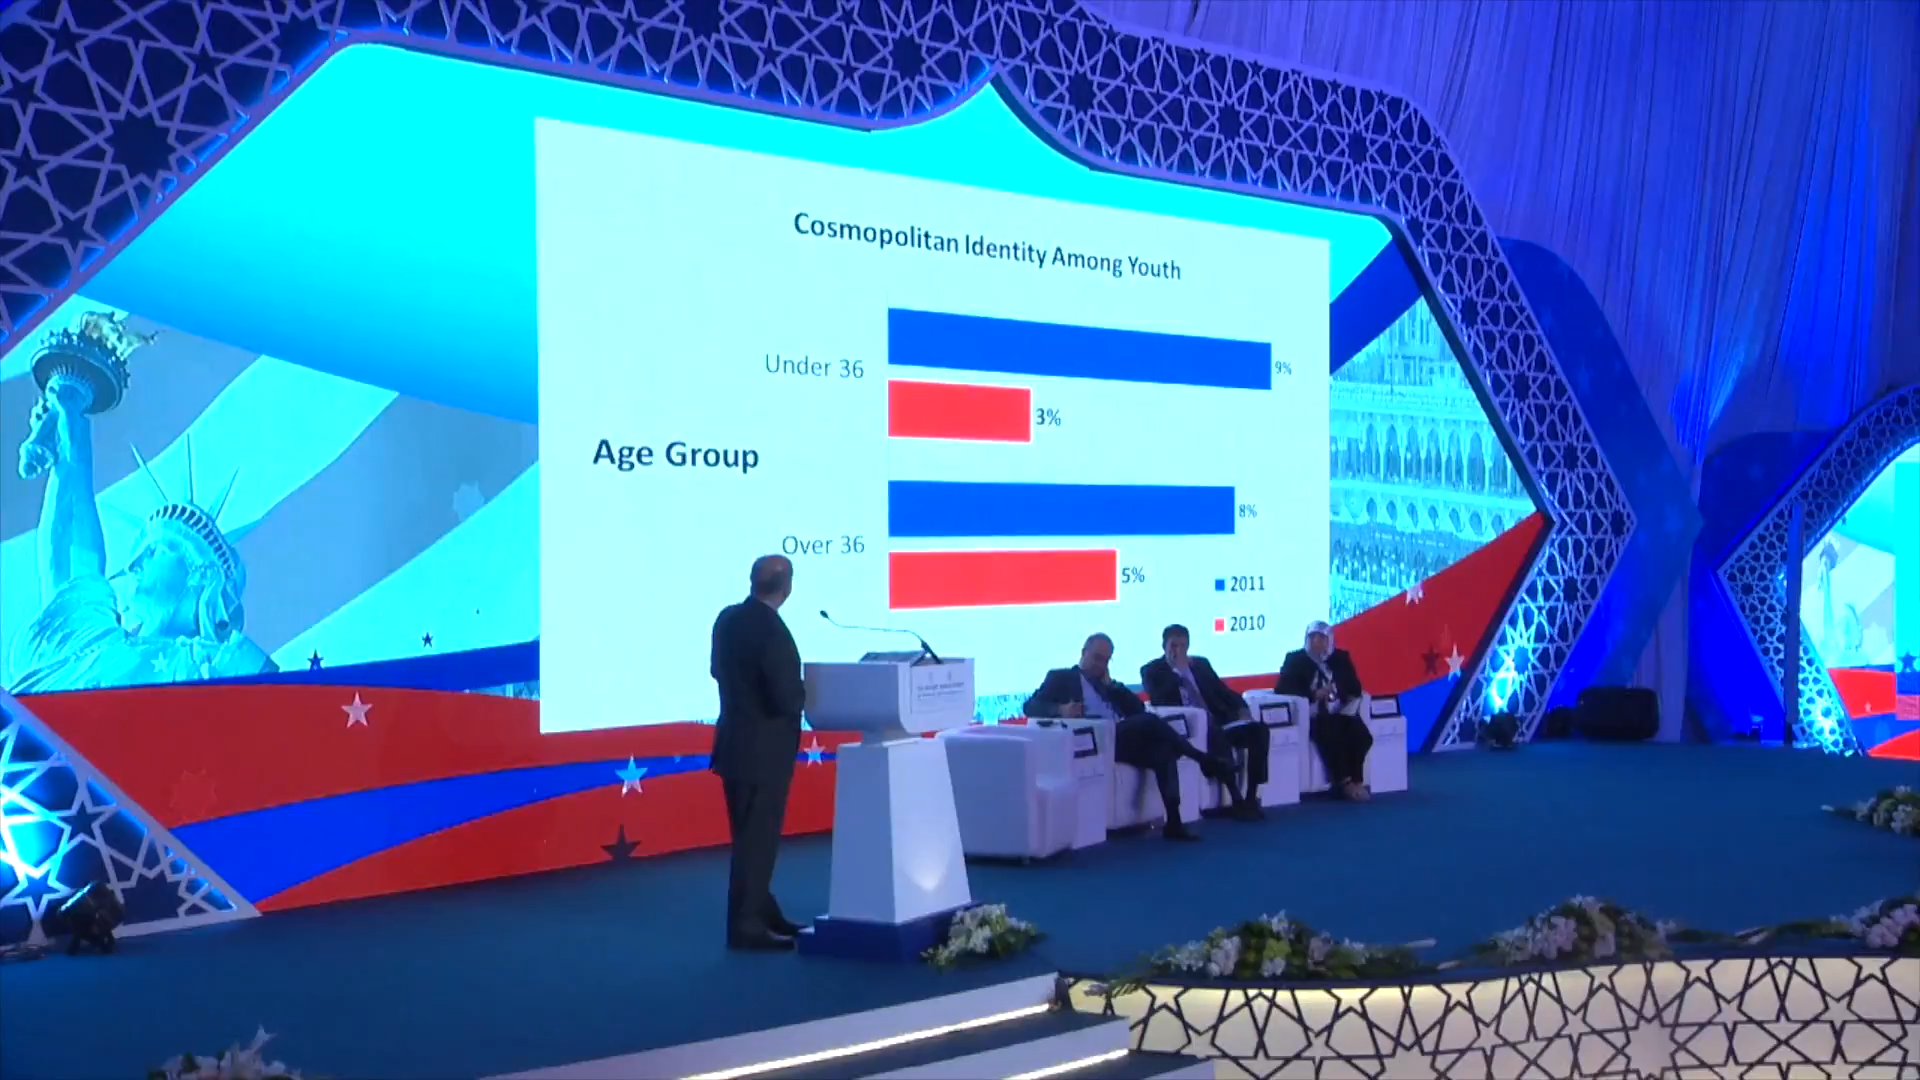 Cosmopolitan Identity Among Youth
Under 36
9%
3%
Age Group
Over 36
8%
5%
2011
2010